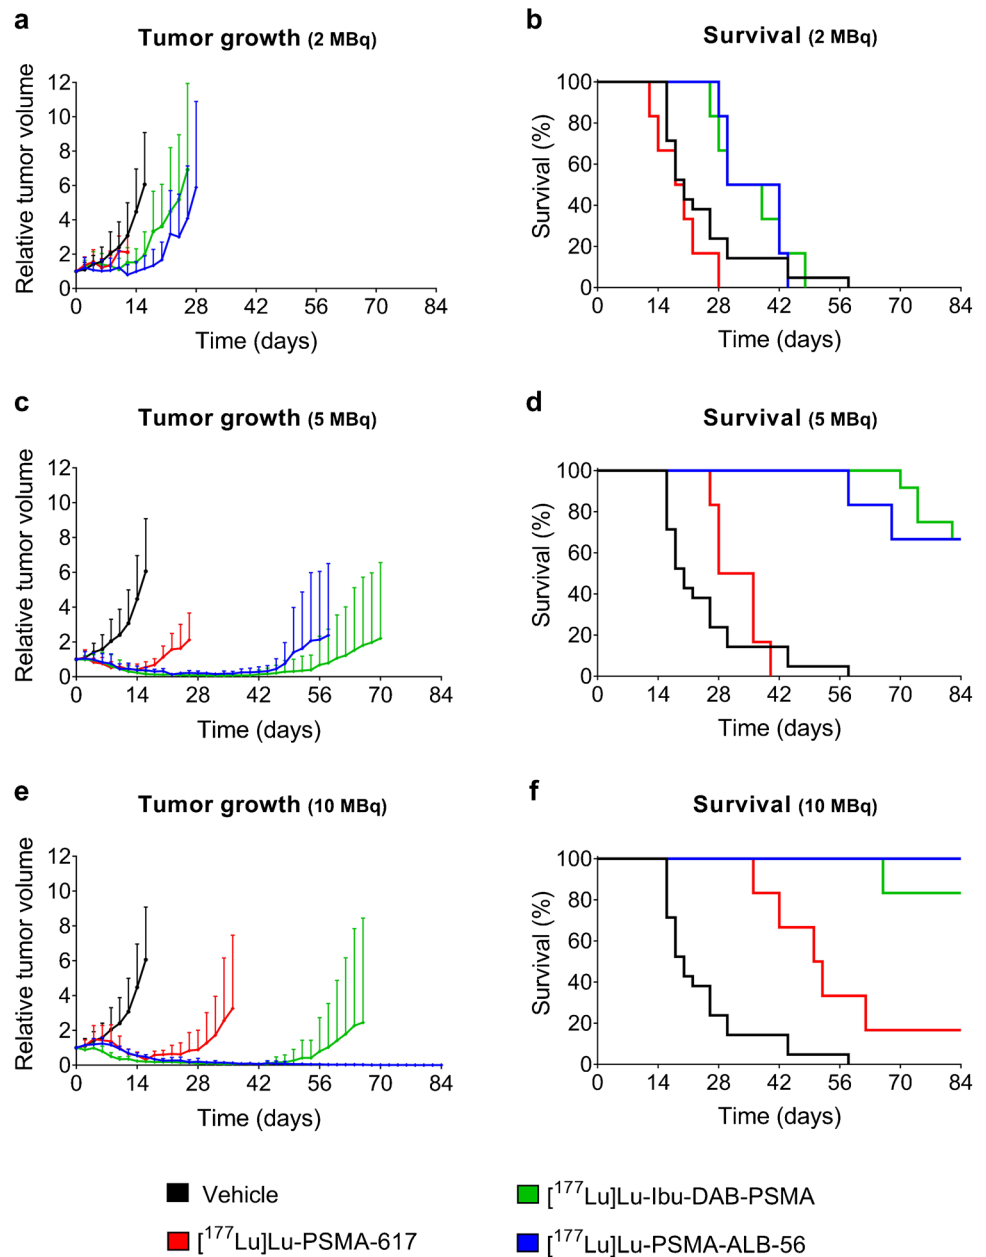 a
Tumor growth (2 MBq)
Relative tumor volume
12
10
8
6
4
2
0
0 14 28 42 56 70 84
Time (days)
b
Survival (2 MBq)
Survival (%)
100
80
60
40
20
0
0 14 28 42 56 70 84
Time (days)
c
Tumor growth (5 MBq)
Relative tumor volume
12
10
8
6
4
2
0
0 14 28 42 56 70 84
Time (days)
d
Survival (5 MBq)
Survival (%)
100
80
60
40
20
0
0 14 28 42 56 70 84
Time (days)
e
Tumor growth (10 MBq)
Relative tumor volume
12
10
8
6
4
2
0
0 14 28 42 56 70 84
Time (days)
f
Survival (10 MBq)
Survival (%)
100
80
60
40
20
0
0 14 28 42 56 70 84
Time (days)
Vehicle
[¹⁷⁷Lu]Lu-PSMA-617
[¹⁷⁷Lu]Lu-Ibu-DAB-PSMA
[¹⁷⁷Lu]Lu-PSMA-ALB-56